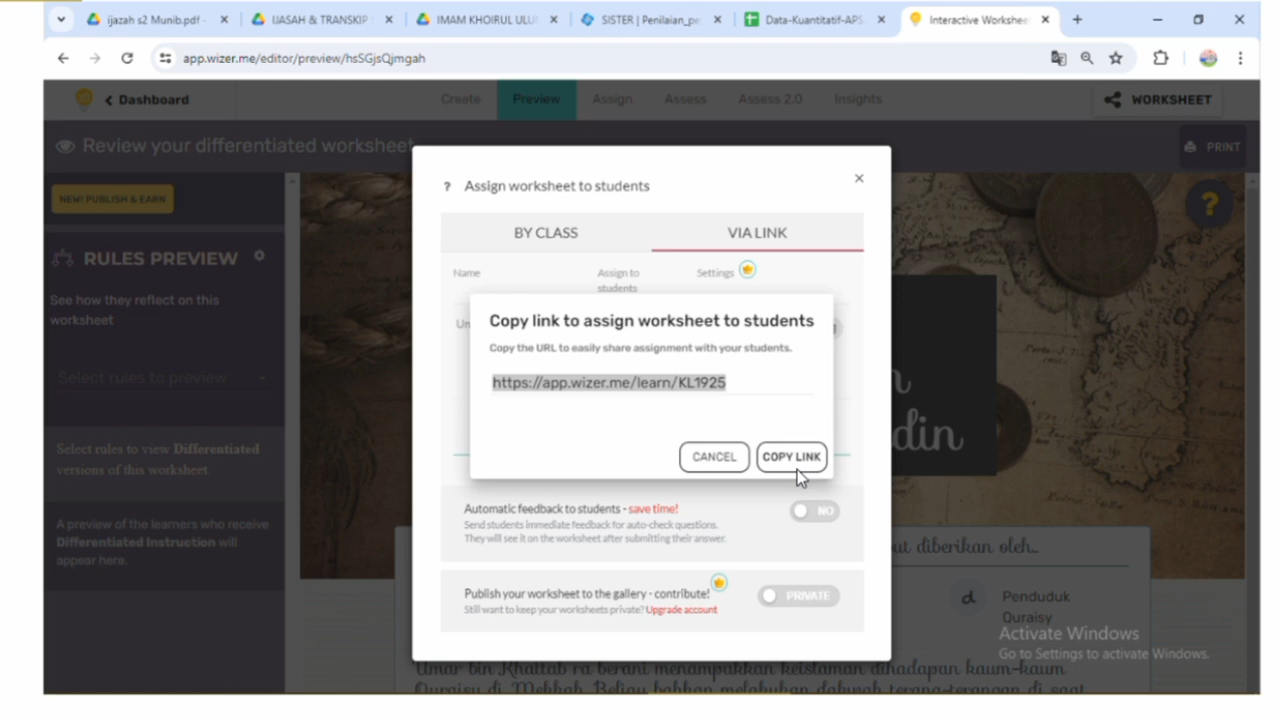 ijazah s2 Munib.pdf -
IJASAH & TRANSKIP
IMAM KHOIRUL ULU
SISTER | Penilaian_pe
Data-Kuantitatif-APS
Interactive Workshee
app.wizer.me/editor/preview/hsSGjsQjmgah
Dashboard
Create
Preview
Assign
Assess
Assess 2.0
Insights
WORKSHEET
Review your differentiated worksheet
PRINT
NEW! PUBLISH & EARN
RULES PREVIEW
See how they reflect on this
worksheet
Select rules to preview
Select rules to view Differentiated
versions of this worksheet.
A preview of the learners who receive
Differentiated Instruction will
appear here.
? Assign worksheet to students
BY CLASS
VIA LINK
Name
Assign to
students
Settings
Un
Copy link to assign worksheet to students
Copy the URL to easily share assignment with your students.
https://app.wizer.me/learn/KL1925
CANCEL
COPY LINK
Automatic feedback to students - save time!
NO
Send students immediate feedback for auto-check questions.
They will see it on the worksheet after submitting their answer.
Publish your worksheet to the gallery - contribute!
PRIVATE
Still want to keep your worksheets private? Upgrade account
?
n
din
ut diberikan oleh...
d
Penduduk
Quraisy
Activate Windows
Go to Settings to activate Windows.
Umar bin Khattab ra berani menampakkan keislaman dihadapan kaum-kaum
Quraisy di Mekkah. Beliau bahkan melakukan dakwah terang-terangan di saat